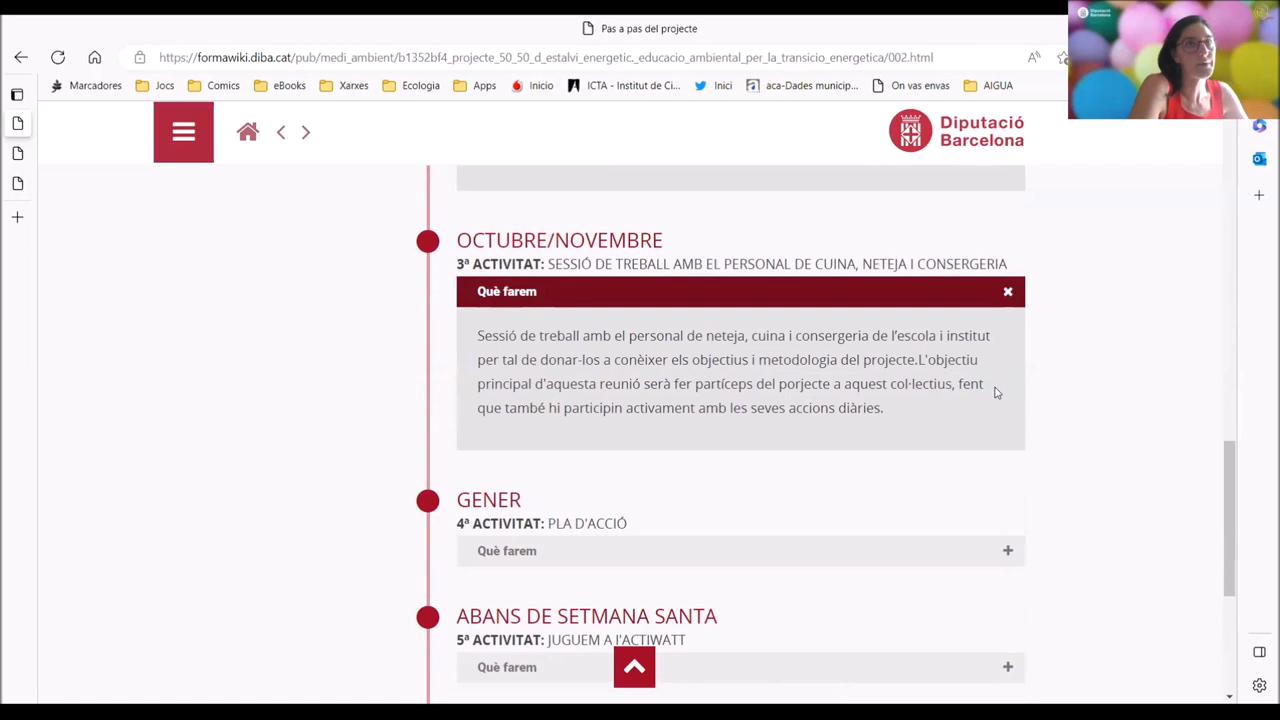 Pas a pas del projecte
https://formawiki.diba.cat/pub/medi_ambient/b1352bf4_projecte_50_50_d_estalvi_energetic_educacio_ambiental_per_la_transicio_energetica/002.html
Marcadores Jocs Comics eBooks Xarxes Ecologia Apps Inicio ICTA - Institut de Ci... Inici aca-Dades municip... On vas envas AIGUA
Diputació
Barcelona
Diputació
Barcelona
OCTUBRE/NOVEMBRE
3ª ACTIVITAT: SESSIÓ DE TREBALL AMB EL PERSONAL DE CUINA, NETEJA I CONSERGERIA
Què farem
Sessió de treball amb el personal de neteja, cuina i consergeria de l'escola i institut
per tal de donar-los a conèixer els objectius i metodologia del projecte.L'objectiu
principal d'aquesta reunió serà fer partíceps del porjecte a aquest col·lectius, fent
que també hi participin activament amb les seves accions diàries.
GENER
4ª ACTIVITAT: PLA D'ACCIÓ
Què farem
ABANS DE SETMANA SANTA
5ª ACTIVITAT: JUGUEM A l'ACTIWATT
Què farem